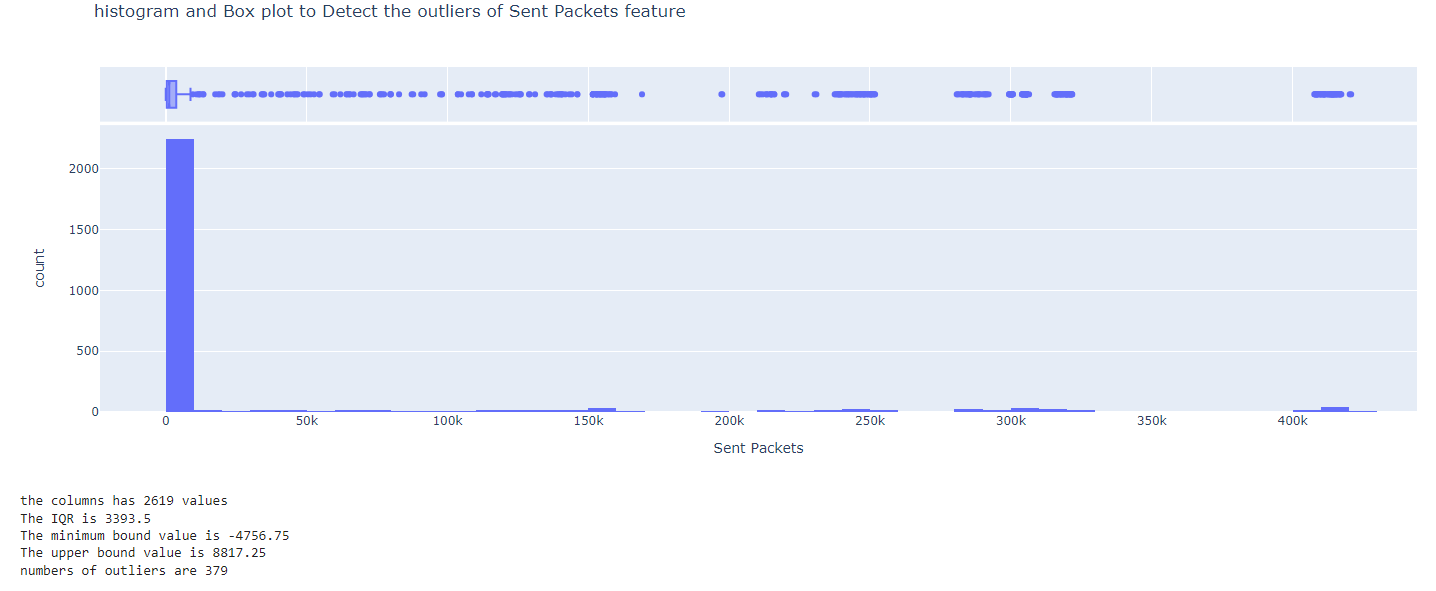 histogram and Box plot to Detect the outliers of Sent Packets feature
2000
1500
1000
500
0
count
0 50k 100k 150k 200k 250k 300k 350k 400k
Sent Packets
the columns has 2619 values
The IQR is 3393.5
The minimum bound value is -4756.75
The upper bound value is 8817.25
numbers of outliers are 379